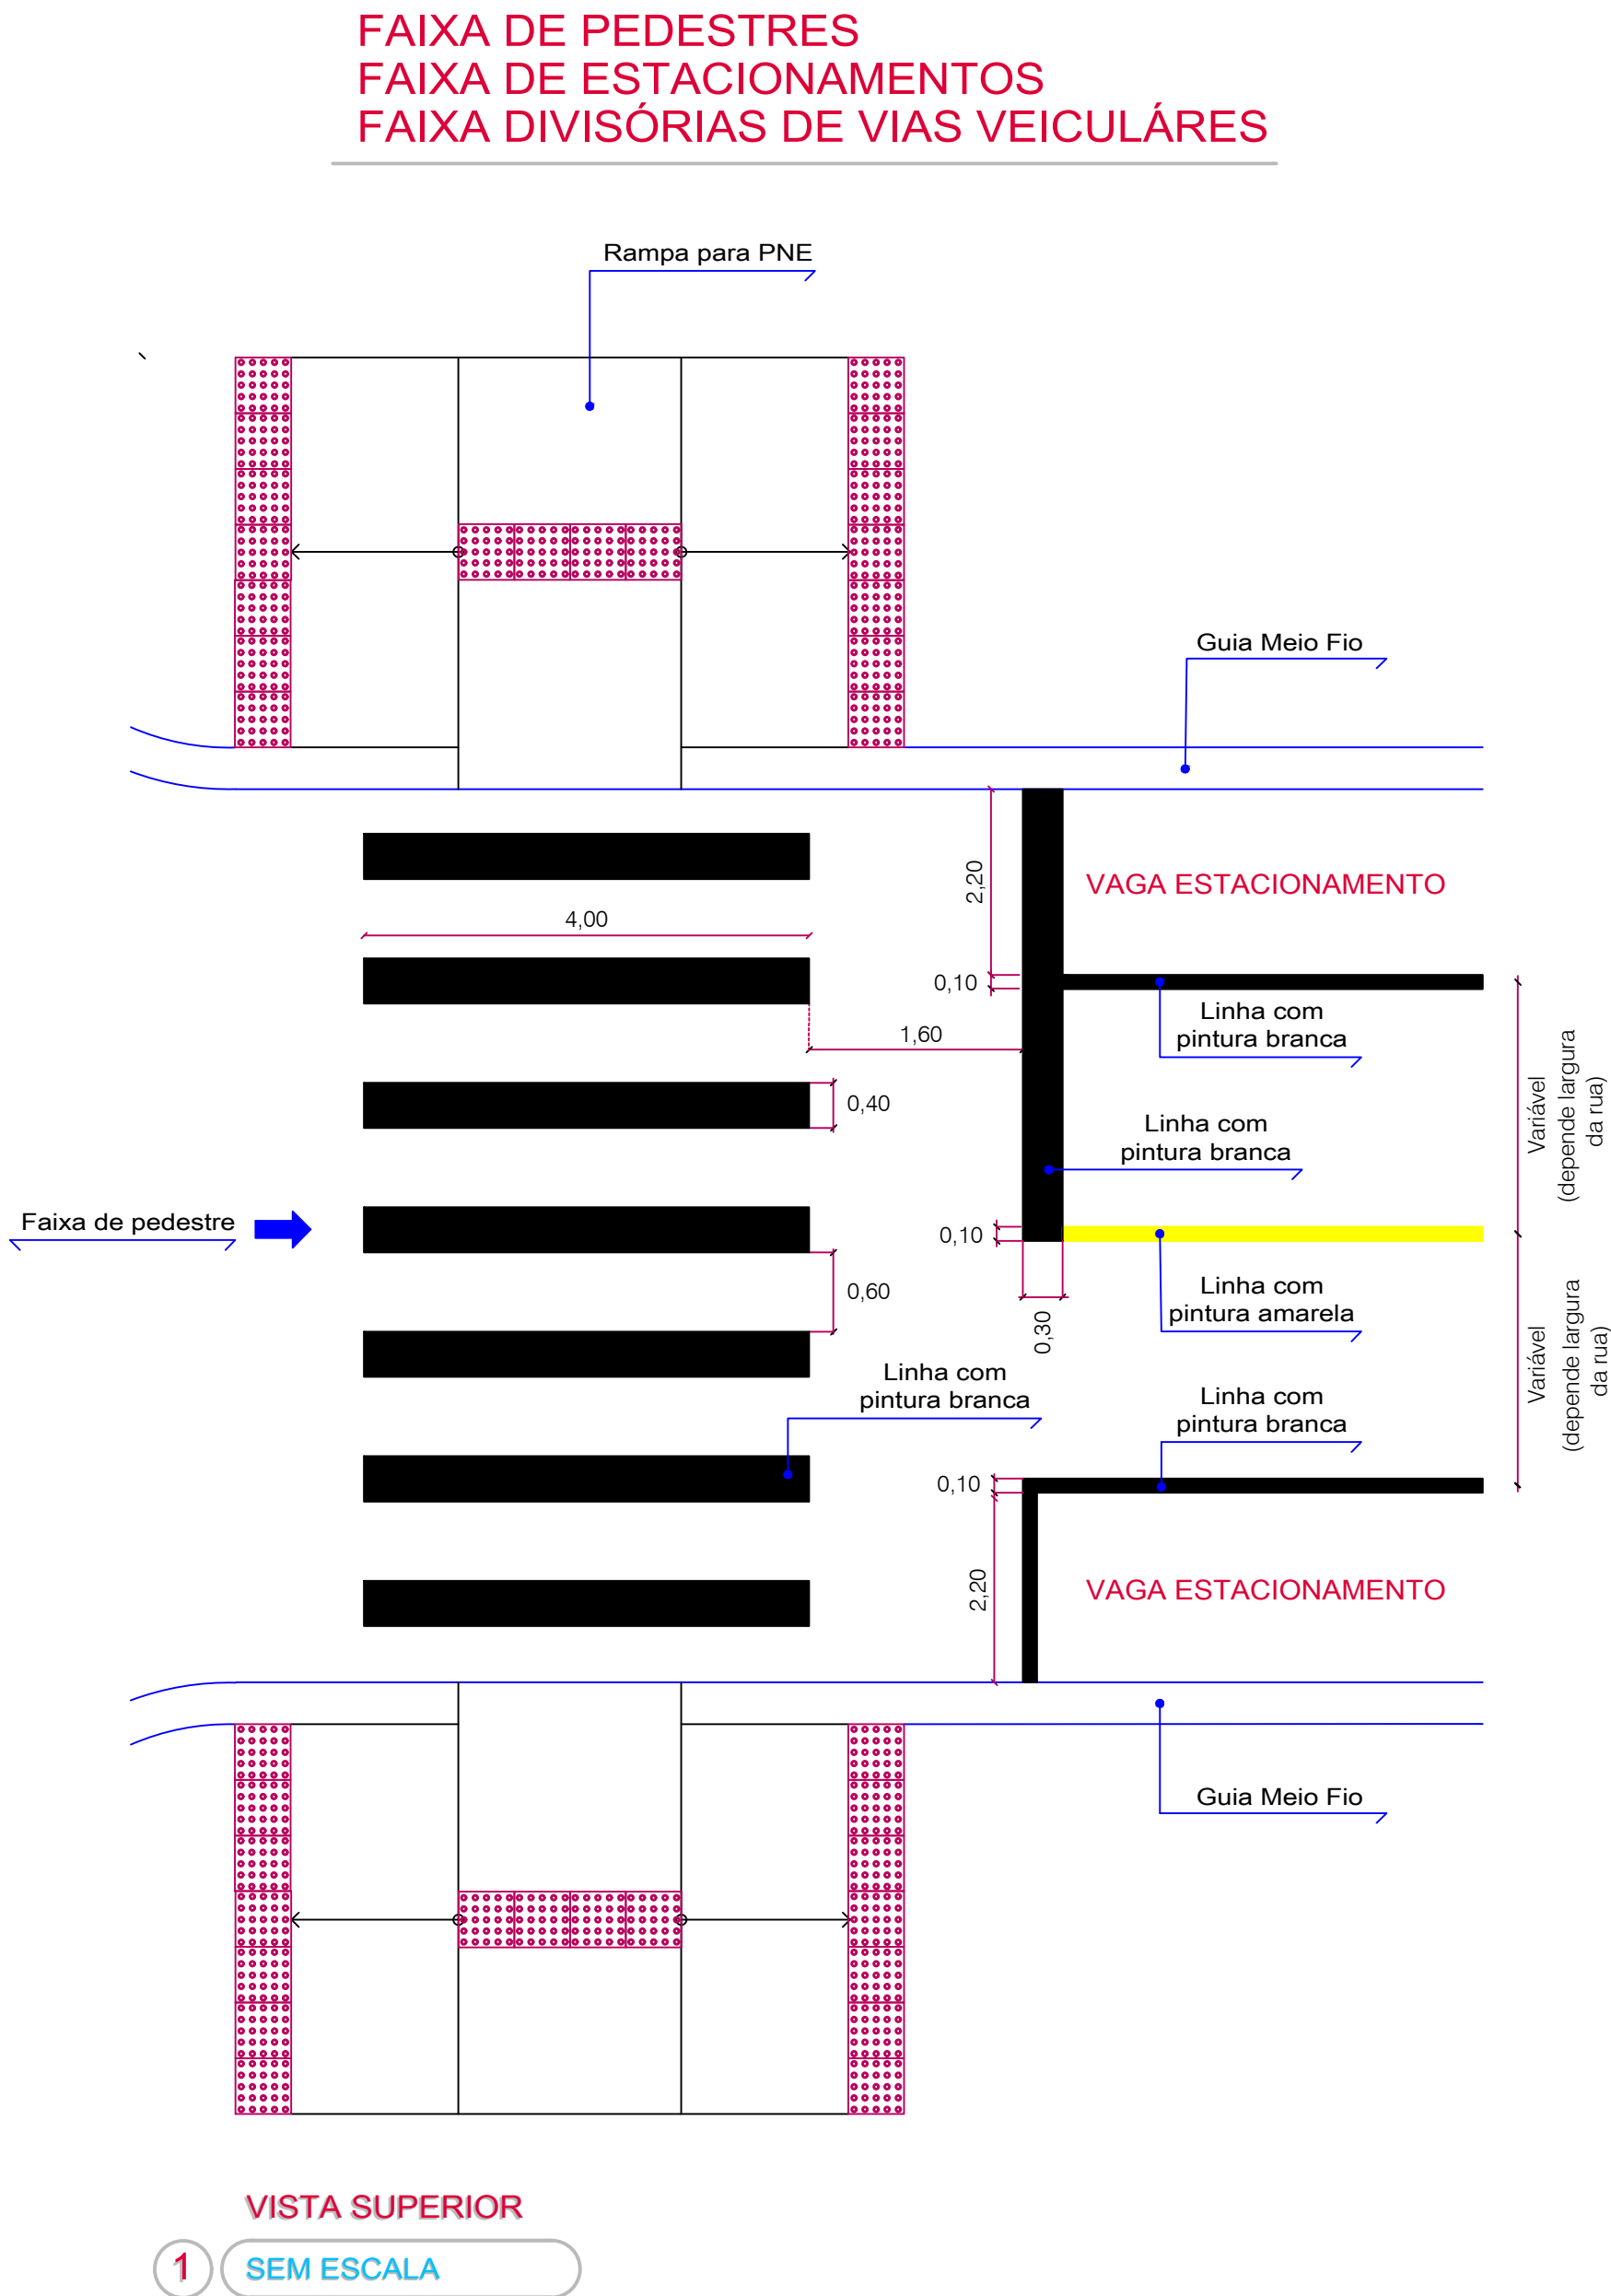 FAIXA DE PEDESTRES
FAIXA DE ESTACIONAMENTOS
FAIXA DIVISÓRIAS DE VIAS VEICULÁRES
Rampa para PNE
Guia Meio Fio
2,20
VAGA ESTACIONAMENTO
4,00
0,10
Linha com
pintura branca
1,60
Variável
(depende largura
da rua)
0,40
Linha com
pintura branca
Faixa de pedestre
0,10
0,60
Linha com
pintura amarela
0,30
Variável
(depende largura
da rua)
Linha com
pintura branca
Linha com
pintura branca
0,10
2,20
VAGA ESTACIONAMENTO
Guia Meio Fio
VISTA SUPERIOR
1
SEM ESCALA